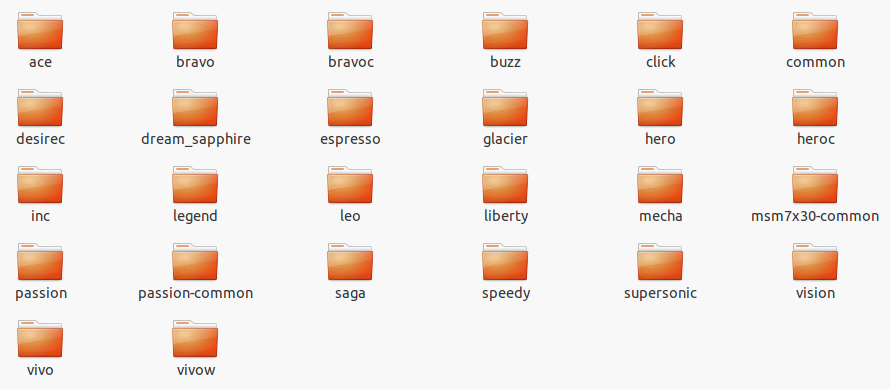 ace bravo bravoc buzz click common
desirec dream_sapphire espresso glacier hero heroc
inc legend leo liberty mecha msm7x30-common
passion passion-common saga speedy supersonic vision
vivo vivow